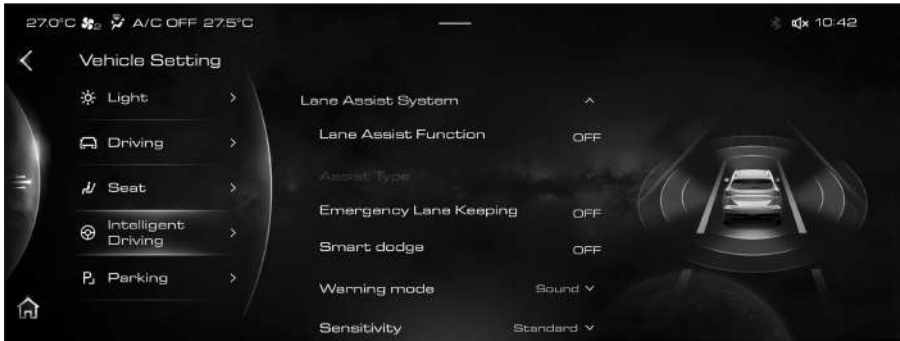 27.0°C 2 A/C OFF 27.5°C
10:42
Vehicle Setting
Light
Driving
Seat
Intelligent
Driving
Parking
Lane Assist System
Lane Assist Function OFF
Assist Type
Emergency Lane Keeping OFF
Smart dodge OFF
Warning mode Sound
Sensitivity Standard